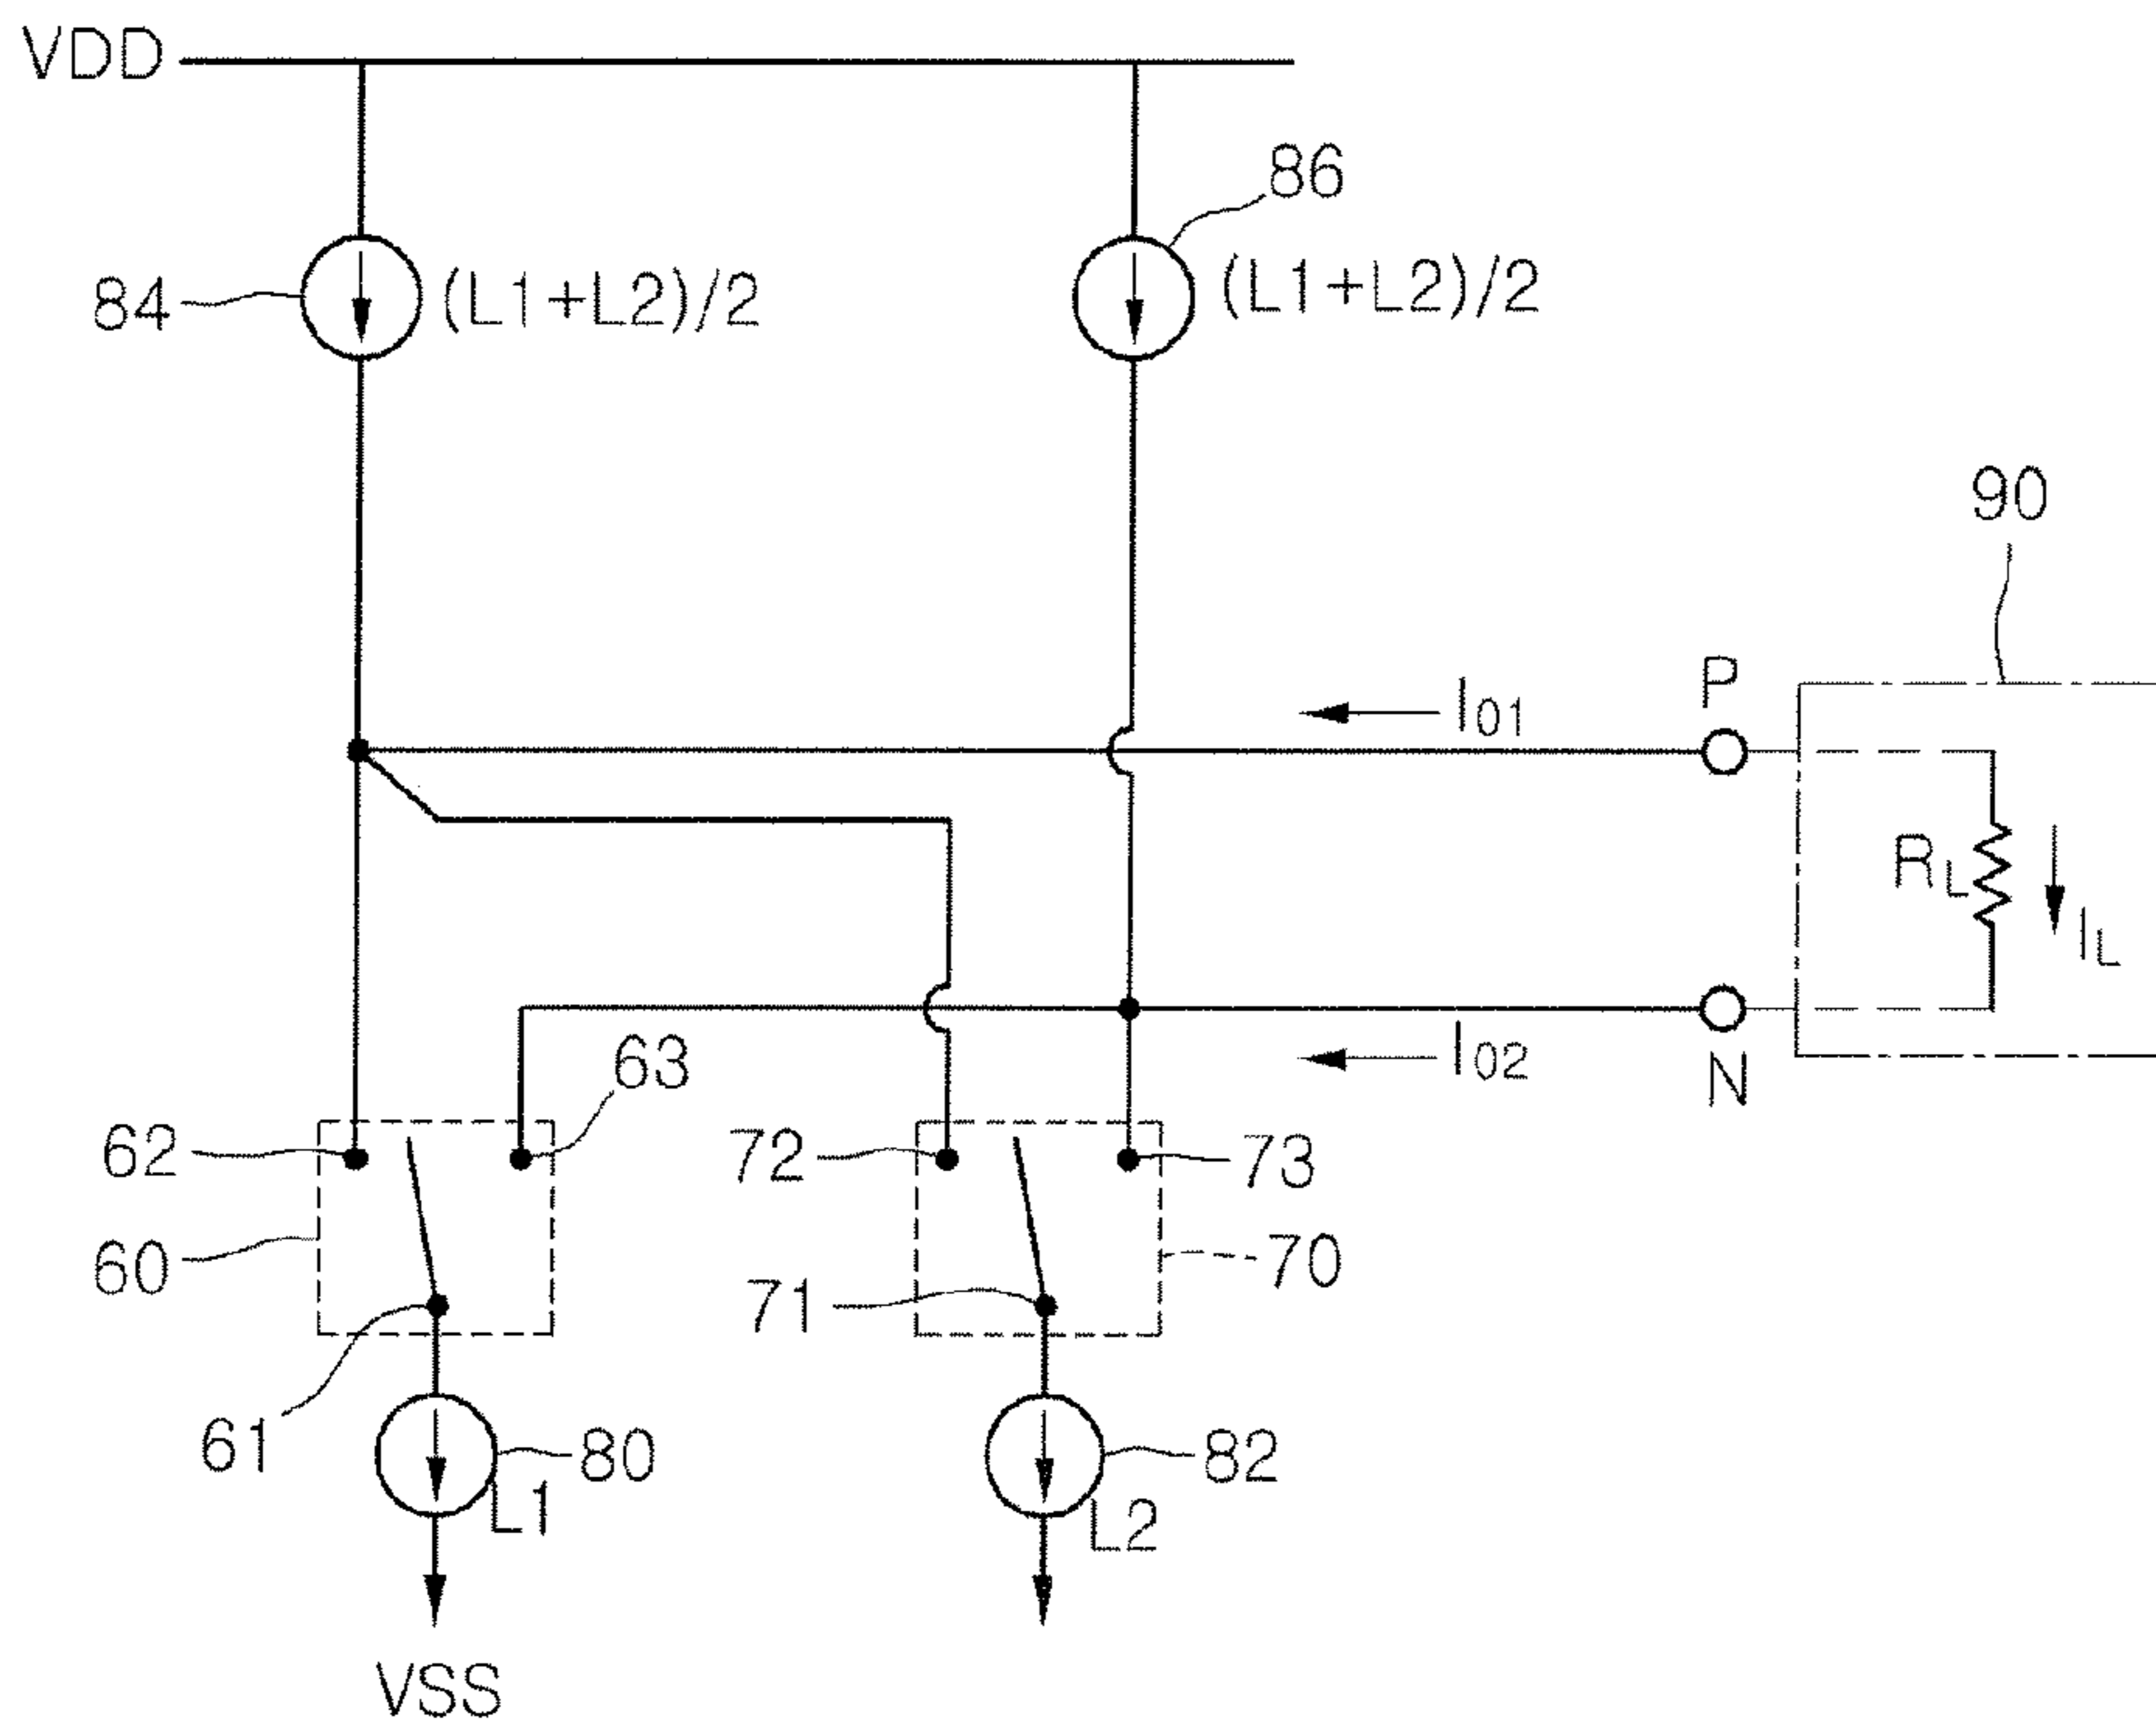 VDD
86
84
(L1+L2)/2
(L1+L2)/2
90
P
I01
RL
IL
I02
N
63
62
72
73
60
70
71
61
80
82
L1
L2
VSS